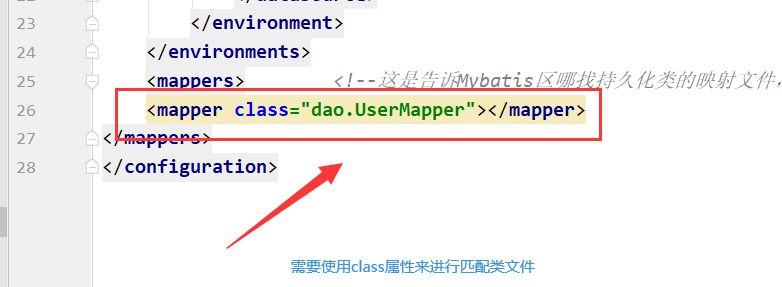 23 </environment>
24 </environments>
25 <mappers> <!--这是告诉Mybatis区哪找持久化类的映射文件,
26 <mapper class="dao.UserMapper"></mapper>
27 </mappers>
28 </configuration>
需要使用class属性来进行匹配类文件